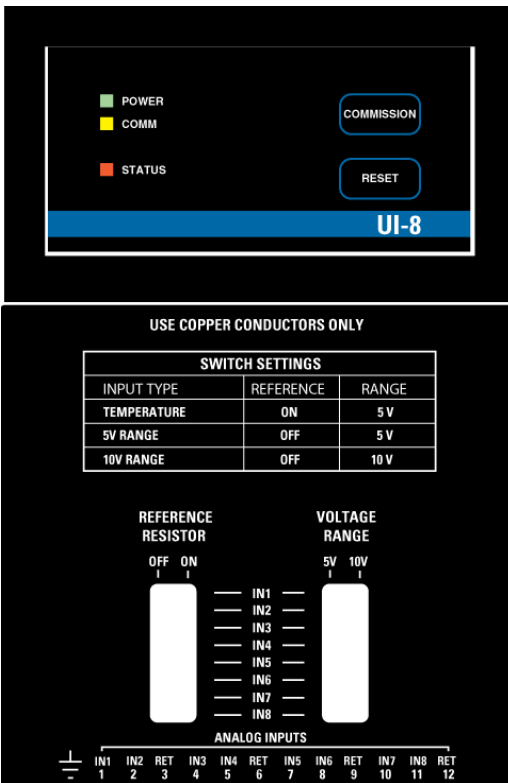 POWER
COMM
COMMISSION
STATUS
RESET
UI-8
USE COPPER CONDUCTORS ONLY
SWITCH SETTINGS
INPUT TYPE REFERENCE RANGE
TEMPERATURE ON 5 V
5V RANGE OFF 5 V
10V RANGE OFF 10 V
REFERENCE RESISTOR
OFF ON
VOLTAGE RANGE
5V 10V
IN1
IN2
IN3
IN4
IN5
IN6
IN7
IN8
ANALOG INPUTS
IN1 IN2 RET IN3 IN4 RET IN5 IN6 RET IN7 IN8 RET
1 2 3 4 5 6 7 8 9 10 11 12